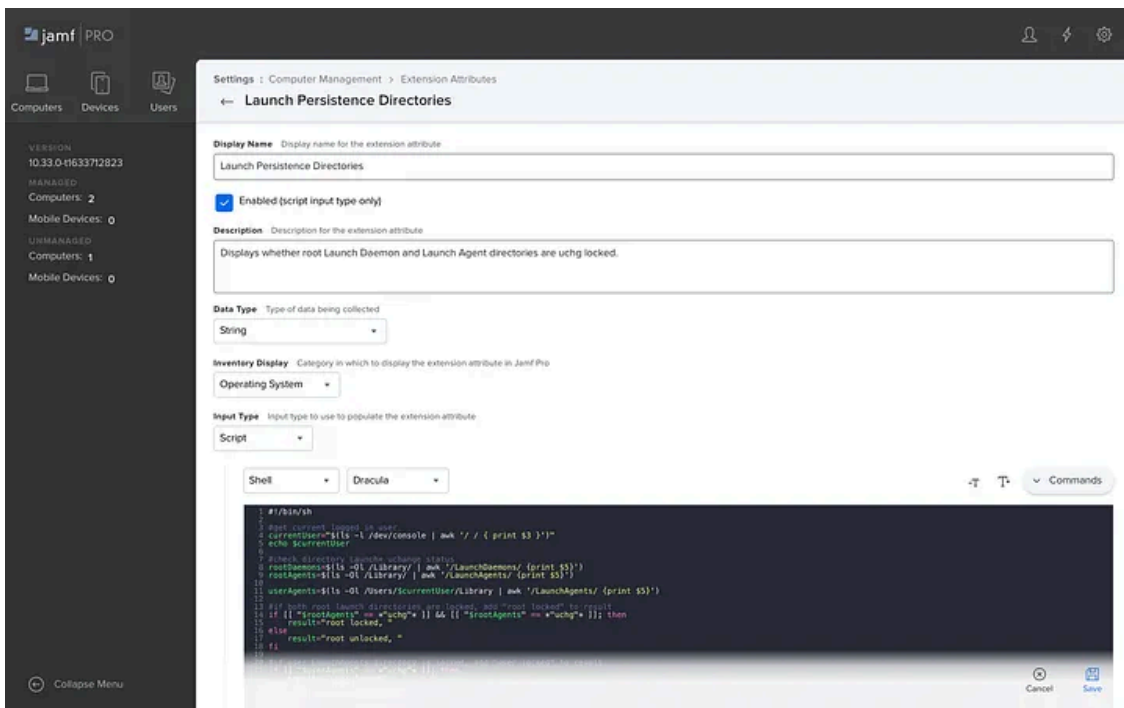 jamf PRO
Computers
Devices
Users
VERSION
10.33.0-t1633712823
MANAGED
Computers: 2
Mobile Devices: 0
UNMANAGED
Computers: 1
Mobile Devices: 0
Collapse Menu
Settings : Computer Management > Extension Attributes
← Launch Persistence Directories
Display Name Display name for the extension attribute
Launch Persistence Directories
Enabled (script input type only)
Description Description for the extension attribute
Displays whether root Launch Daemon and Launch Agent directories are uchg locked.
Data Type Type of data being collected
String
Inventory Display Category in which to display the extension attribute in Jamf Pro
Operating System
Input Type Input type to use to populate the extension attribute
Script
Shell Dracula -T T+ Commands
1 #!/bin/sh
2
3 #get current logged in user
4 currentUser="$(ls -l /dev/console | awk '/ / { print $3 }')"
5 echo $currentUser
6
7 #check directory launche uchange status
8 rootDaemons=$(ls -Ol /Library/ | awk '/LaunchDaemons/ {print $5}')
9 rootAgents=$(ls -Ol /Library/ | awk '/LaunchAgents/ {print $5}')
10
11 userAgents=$(ls -Ol /Users/$currentUser/Library | awk '/LaunchAgents/ {print $5}')
12
13 #if both root launch directories are locked, add "root locked" to result
14 if [[ "$rootAgents" == *"uchg"* ]] && [[ "$rootAgents" == *"uchg"* ]]; then
15 result="root locked, "
16 else
17 result="root unlocked, "
18 fi
19
Cancel
Save